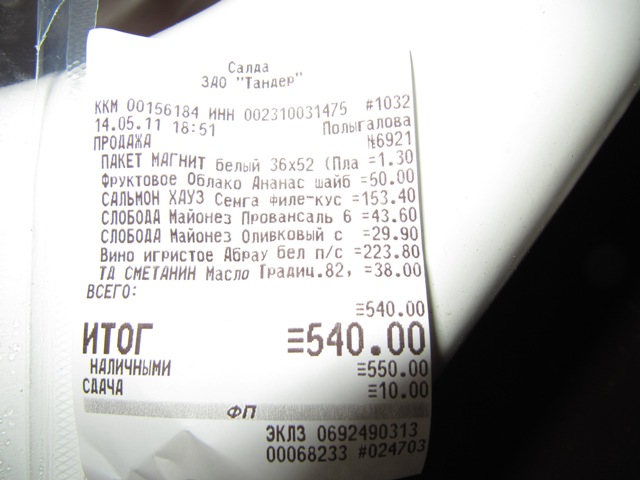 Салда
ЗАО "Тандер"
ККМ 00156184 ИНН 002310031475 #1032
14.05.11 18:51 Полыгалова
ПРОДАЖА №6921
ПАКЕТ МАГНИТ белый 36х52 (Пла =1.30
Фруктовое Облако Ананас шайб =50.00
САЛЬМОН ХАУЗ Семга филе-кус =153.40
СЛОБОДА Майонез Провансаль 6 =43.60
СЛОБОДА Майонез Оливковый с =29.90
Вино игристое Абрау бел п/с =223.80
ТА СМЕТАНИН Масло Традиц.82, =38.00
ВСЕГО:
≡540.00
ИТОГ ≡540.00
НАЛИЧНЫМИ ≡550.00
СДАЧА ≡10.00
ФП
ЭКЛЗ 0692490313
00068233 #024703